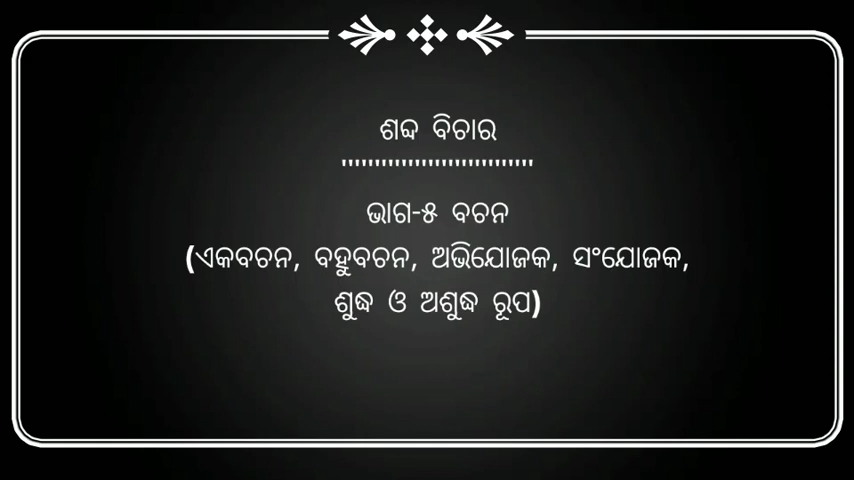 ଶବ୍ଦ ବିଚାର
ଭାଗ-୫ ବଚନ
(ଏକବଚନ, ବହୁବଚନ, ଅଭିଯୋଜକ, ସଂଯୋଜକ,
ଶୁଦ୍ଧ ଓ ଅଶୁଦ୍ଧ ରୂପ)